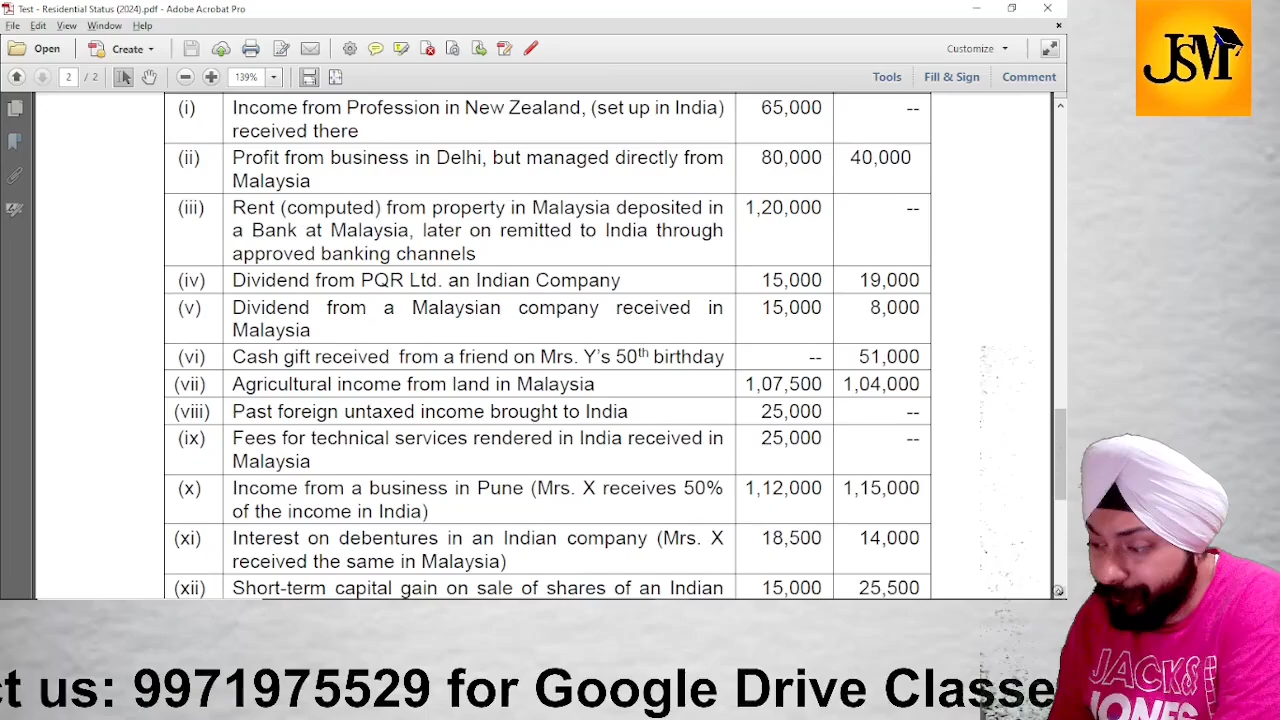 Test - Residential Status (2024).pdf - Adobe Acrobat Pro
File Edit View Window Help
Open Create Customize
2 / 2 139% Tools Fill & Sign Comment
(i) Income from Profession in New Zealand, (set up in India) 65,000 --
received there
(ii) Profit from business in Delhi, but managed directly from 80,000 40,000
Malaysia
(iii) Rent (computed) from property in Malaysia deposited in 1,20,000 --
a Bank at Malaysia, later on remitted to India through
approved banking channels
(iv) Dividend from PQR Ltd. an Indian Company 15,000 19,000
(v) Dividend from a Malaysian company received in 15,000 8,000
Malaysia
(vi) Cash gift received from a friend on Mrs. Y's 50th birthday -- 51,000
(vii) Agricultural income from land in Malaysia 1,07,500 1,04,000
(viii) Past foreign untaxed income brought to India 25,000 --
(ix) Fees for technical services rendered in India received in 25,000 --
Malaysia
(x) Income from a business in Pune (Mrs. X receives 50% 1,12,000 1,15,000
of the income in India)
(xi) Interest on debentures in an Indian company (Mrs. X 18,500 14,000
received the same in Malaysia)
(xii) Short-term capital gain on sale of shares of an Indian 15,000 25,500
JSM
JACK&
JONES
ct us: 9971975529 for Google Drive Classe